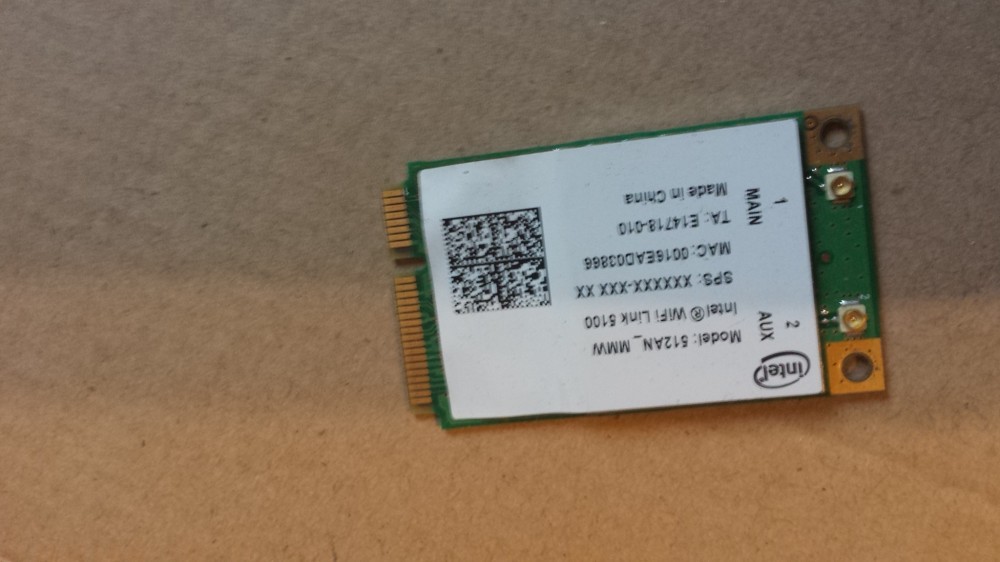 intel
Model: 512AN_MMW
Intel® WiFi Link 5100
SPS: XXXXXX-XXX XX
MAC: 0016EAD03866
TA: E14718-010
Made in China
2
AUX
1
MAIN